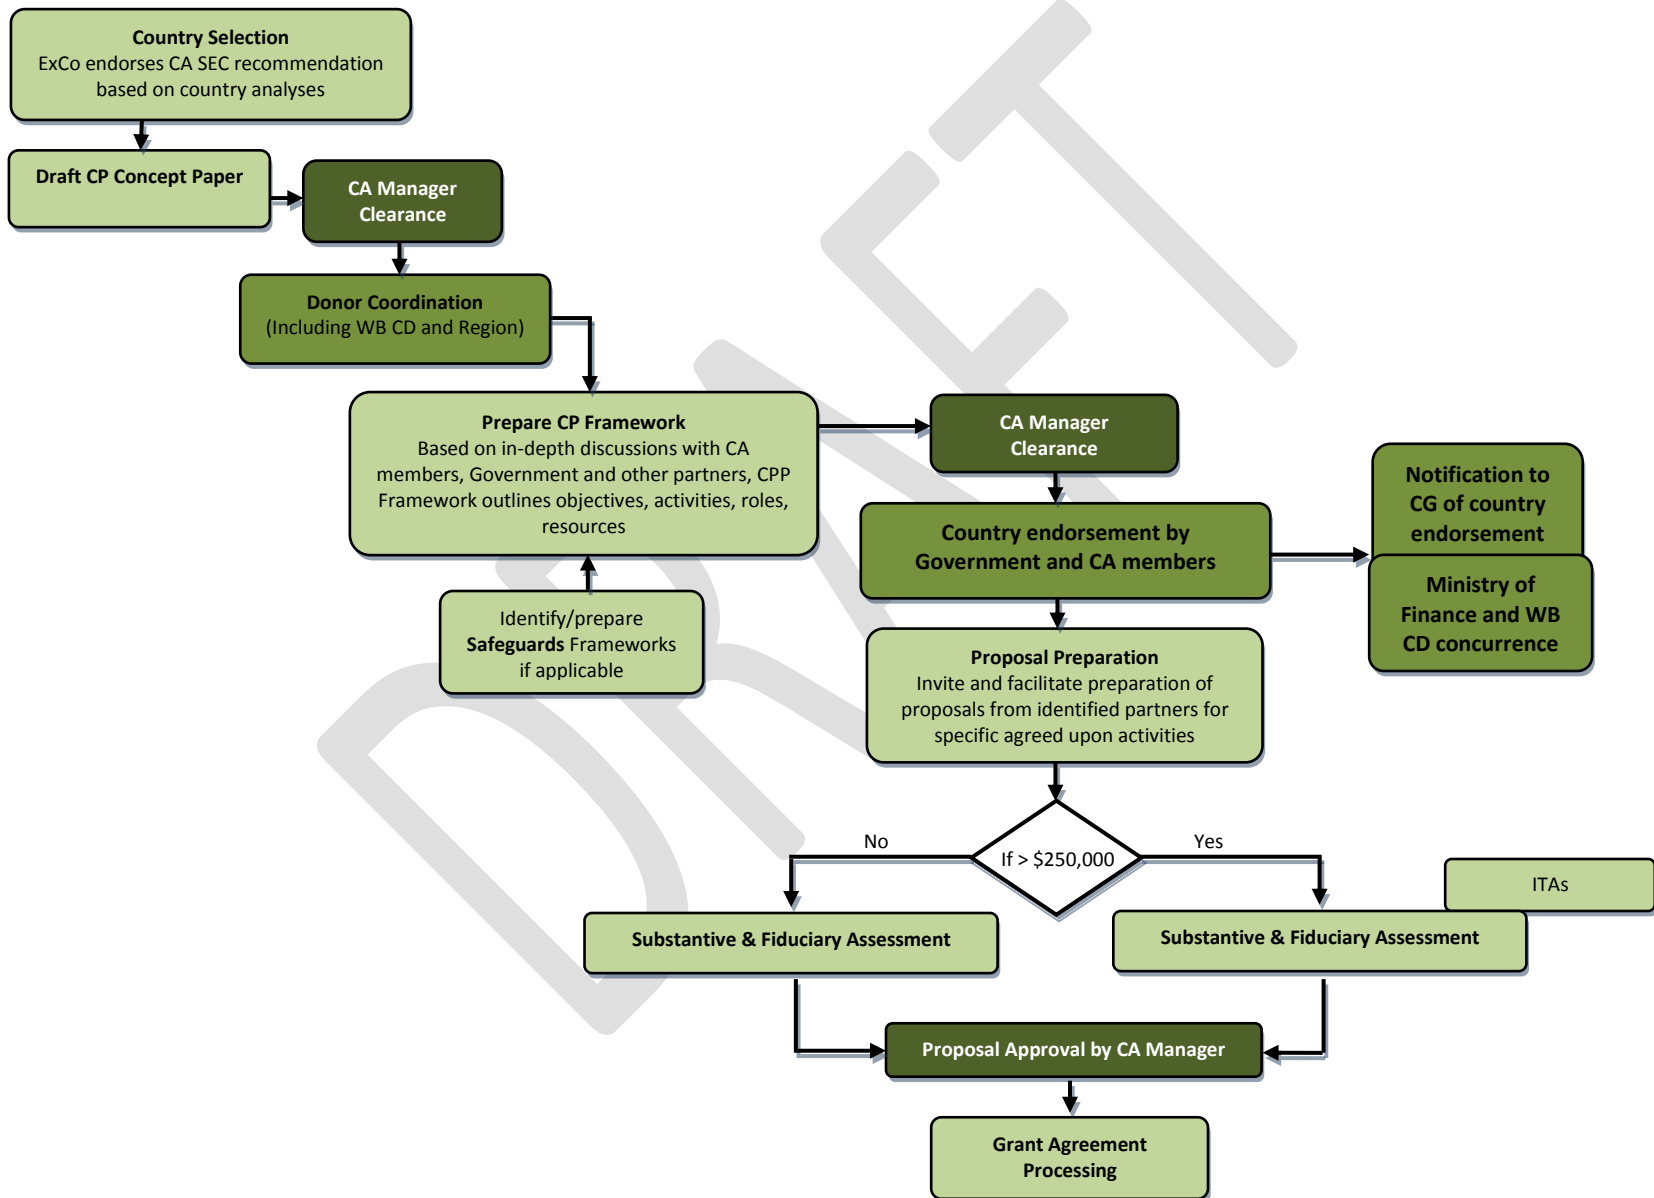 Country Selection
ExCo endorses CA SEC recommendation
based on country analyses
Draft CP Concept Paper
CA Manager
Clearance
Donor Coordination
(Including WB CD and Region)
Prepare CP Framework
Based on in-depth discussions with CA
members, Government and other partners, CPP
Framework outlines objectives, activities, roles,
resources
CA Manager
Clearance
Notification to
CG of country
endorsement
Country endorsement by
Government and CA members
Ministry of
Finance and WB
CD concurrence
Identify/prepare
Safeguards Frameworks
if applicable
Proposal Preparation
Invite and facilitate preparation of
proposals from identified partners for
specific agreed upon activities
No
Yes
If > $250,000
ITAs
Substantive & Fiduciary Assessment
Substantive & Fiduciary Assessment
Proposal Approval by CA Manager
Grant Agreement
Processing
DRAFT